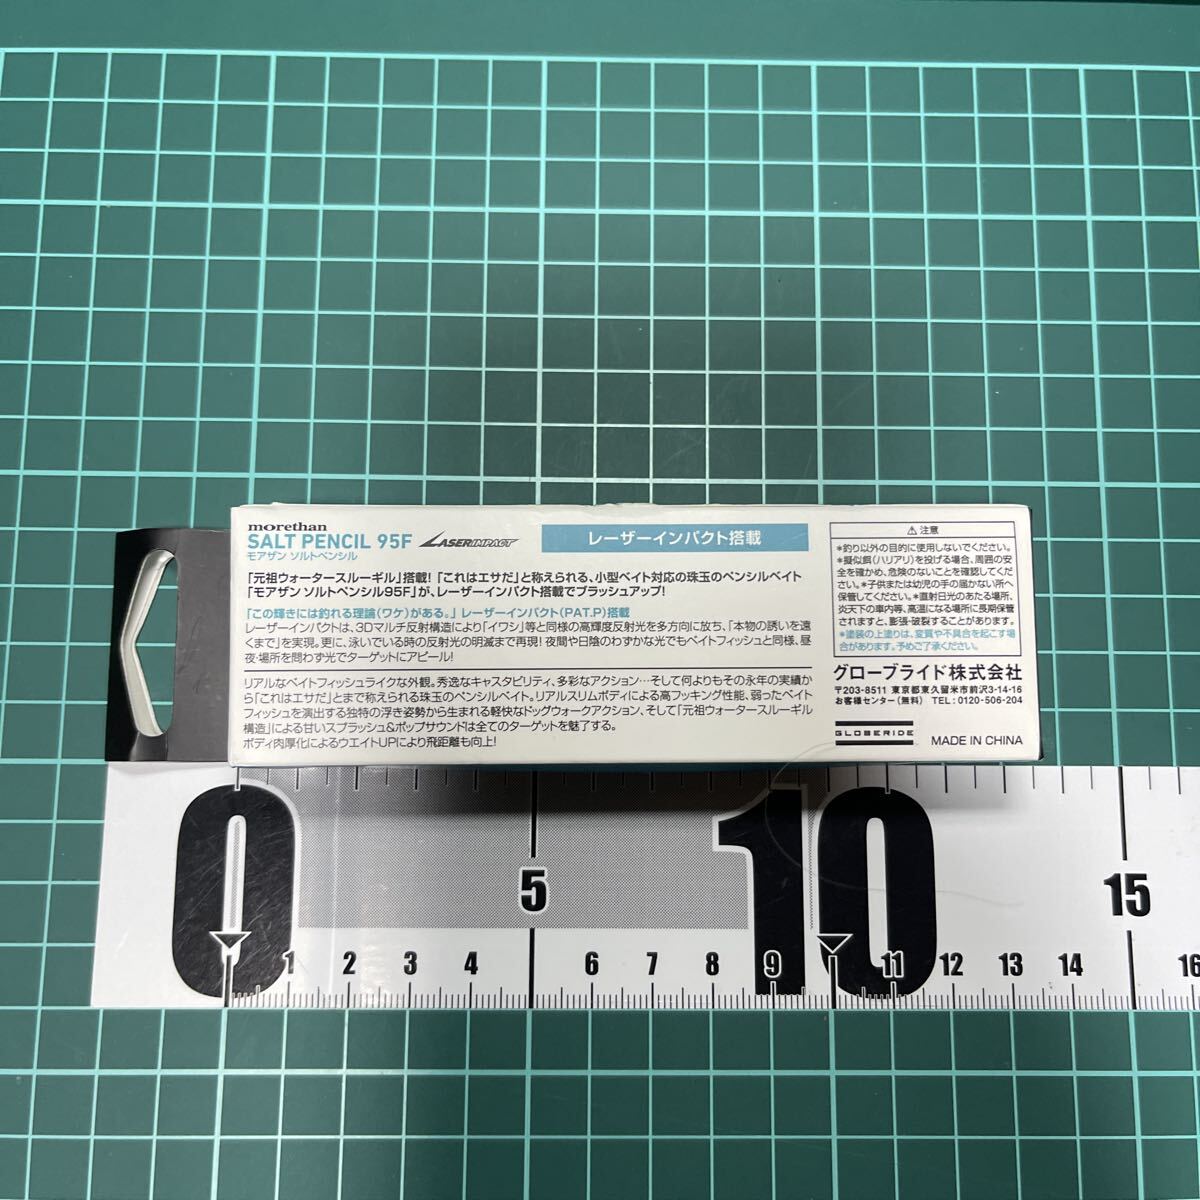 morethan
SALT PENCIL 95F LASER IMPACT
モアザン ソルトペンシル
レーザーインパクト搭載
「元祖ウォータースルーギル」搭載!「これはエサだ」と称えられる、小型ベイト対応の珠玉のペンシルベイト
「モアザン ソルトペンシル95F」が、レーザーインパクト搭載でブラッシュアップ!
「この輝きには釣れる理論(ワケ)がある。」レーザーインパクト(PAT.P)搭載
レーザーインパクトは、3Dマルチ反射構造により「イワシ」等と同様の高輝度反射光を多方向に放ち、「本物の誘いを遠
くまで」を実現。更に、泳いでいる時の反射光の明滅まで再現!夜間や日陰のわずかな光でもベイトフィッシュと同様、昼
夜・場所を問わず光でターゲットにアピール!
リアルなベイトフィッシュライクな外観。秀逸なキャスタビリティ、多彩なアクション…そして何よりもその永年の実績か
ら「これはエサだ」とまで称えられる珠玉のペンシルベイト。リアルスリムボディによる高フッキング性能、弱ったベイト
フィッシュを演出する独特の浮き姿勢から生まれる軽快なドッグウォークアクション、そして「元祖ウォータースルーギル
構造」による甘いスプラッシュ&ポップサウンドは全てのターゲットを魅了する。
ボディ肉厚化によるウエイトUPにより飛距離も向上!
⚠注意
*釣り以外の目的に使用しないでください。
*擬似餌(ハリアリ)を投げる場合、周囲の安
全を確かめ、危険のないことを確認してくだ
さい。*子供または幼児の手の届かない所へ
保管してください。*直射日光のあたる場所、
炎天下の車内等、高温になる場所に長期保管
されますと、膨張・破裂することがあります。
*塗装の上塗りは、変質や不具合を起こす場
合があります。予めご了承ください。
グローブライド株式会社
〒203-8511 東京都東久留米市前沢3-14-16
お客様センター(無料) TEL:0120-506-204
GLOBERIDE
MADE IN CHINA
0 5 10 15
1 2 3 4 6 7 8 9 11 12 13 14 16